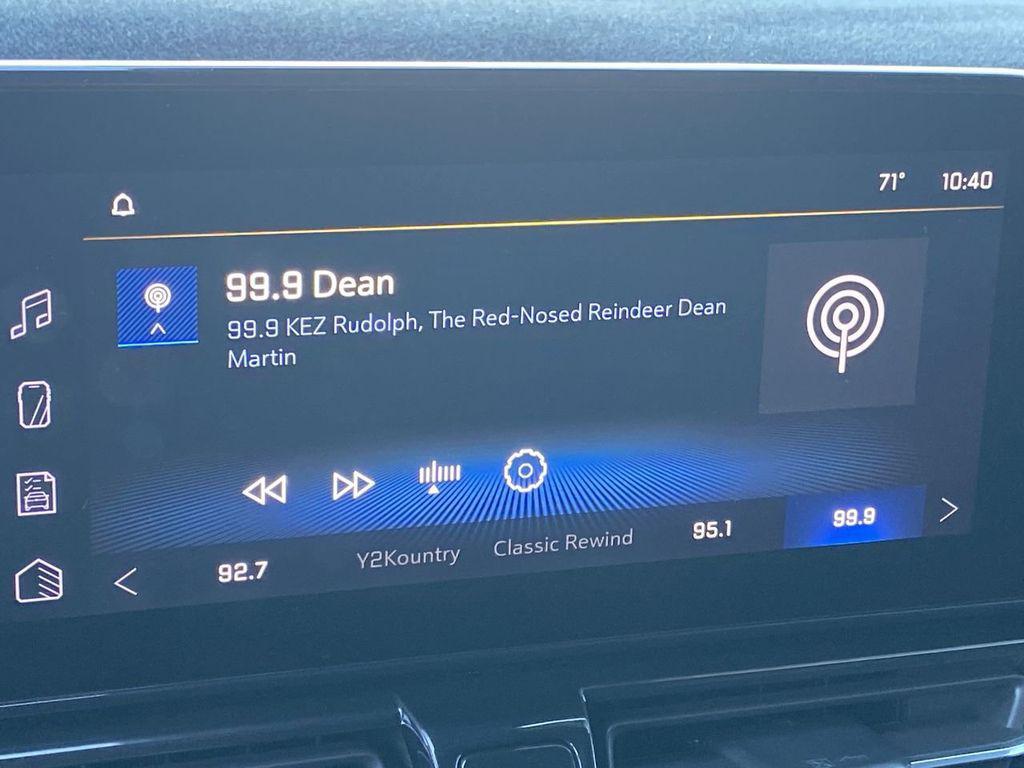 71° 10:40
99.9 Dean
99.9 KEZ Rudolph, The Red-Nosed Reindeer Dean
Martin
92.7 Y2Kountry Classic Rewind 95.1 99.9